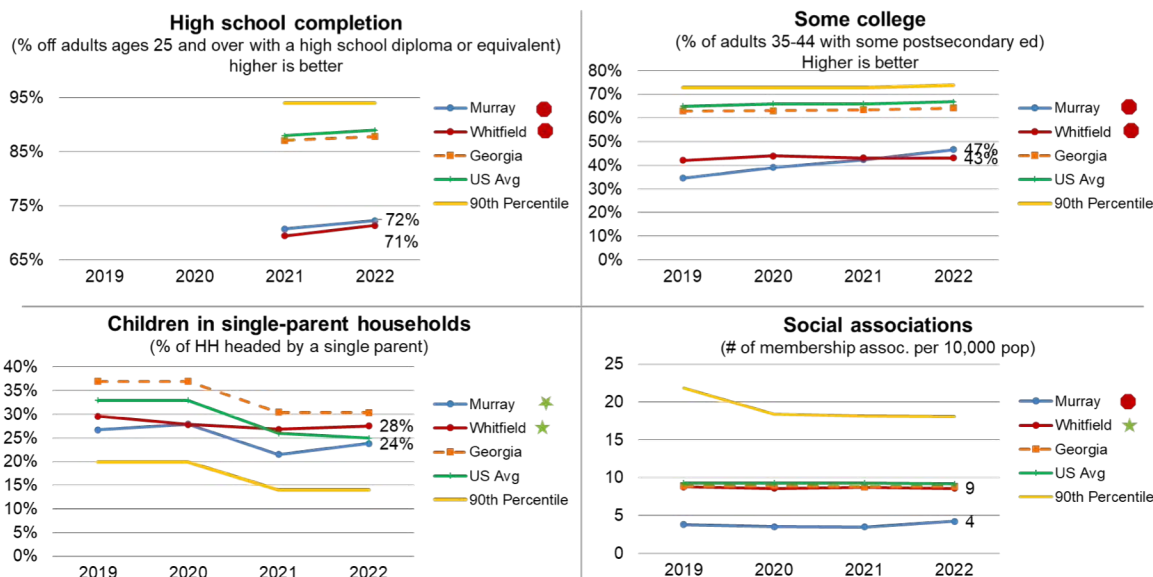 High school completion
(% off adults ages 25 and over with a high school diploma or equivalent)
higher is better
95%
85%
75%
65%
2019 2020 2021 2022
72%
71%
Murray
Whitfield
Georgia
US Avg
90th Percentile
Some college
(% of adults 35-44 with some postsecondary ed)
Higher is better
80%
70%
60%
50%
40%
30%
20%
10%
0%
2019 2020 2021 2022
47%
43%
Murray
Whitfield
Georgia
US Avg
90th Percentile
Children in single-parent households
(% of HH headed by a single parent)
40%
35%
30%
25%
20%
15%
10%
5%
0%
2019 2020 2021 2022
28%
24%
Murray
Whitfield
Georgia
US Avg
90th Percentile
Social associations
(# of membership assoc. per 10,000 pop)
25
20
15
10
5
0
2019 2020 2021 2022
9
4
Murray
Whitfield
Georgia
US Avg
90th Percentile